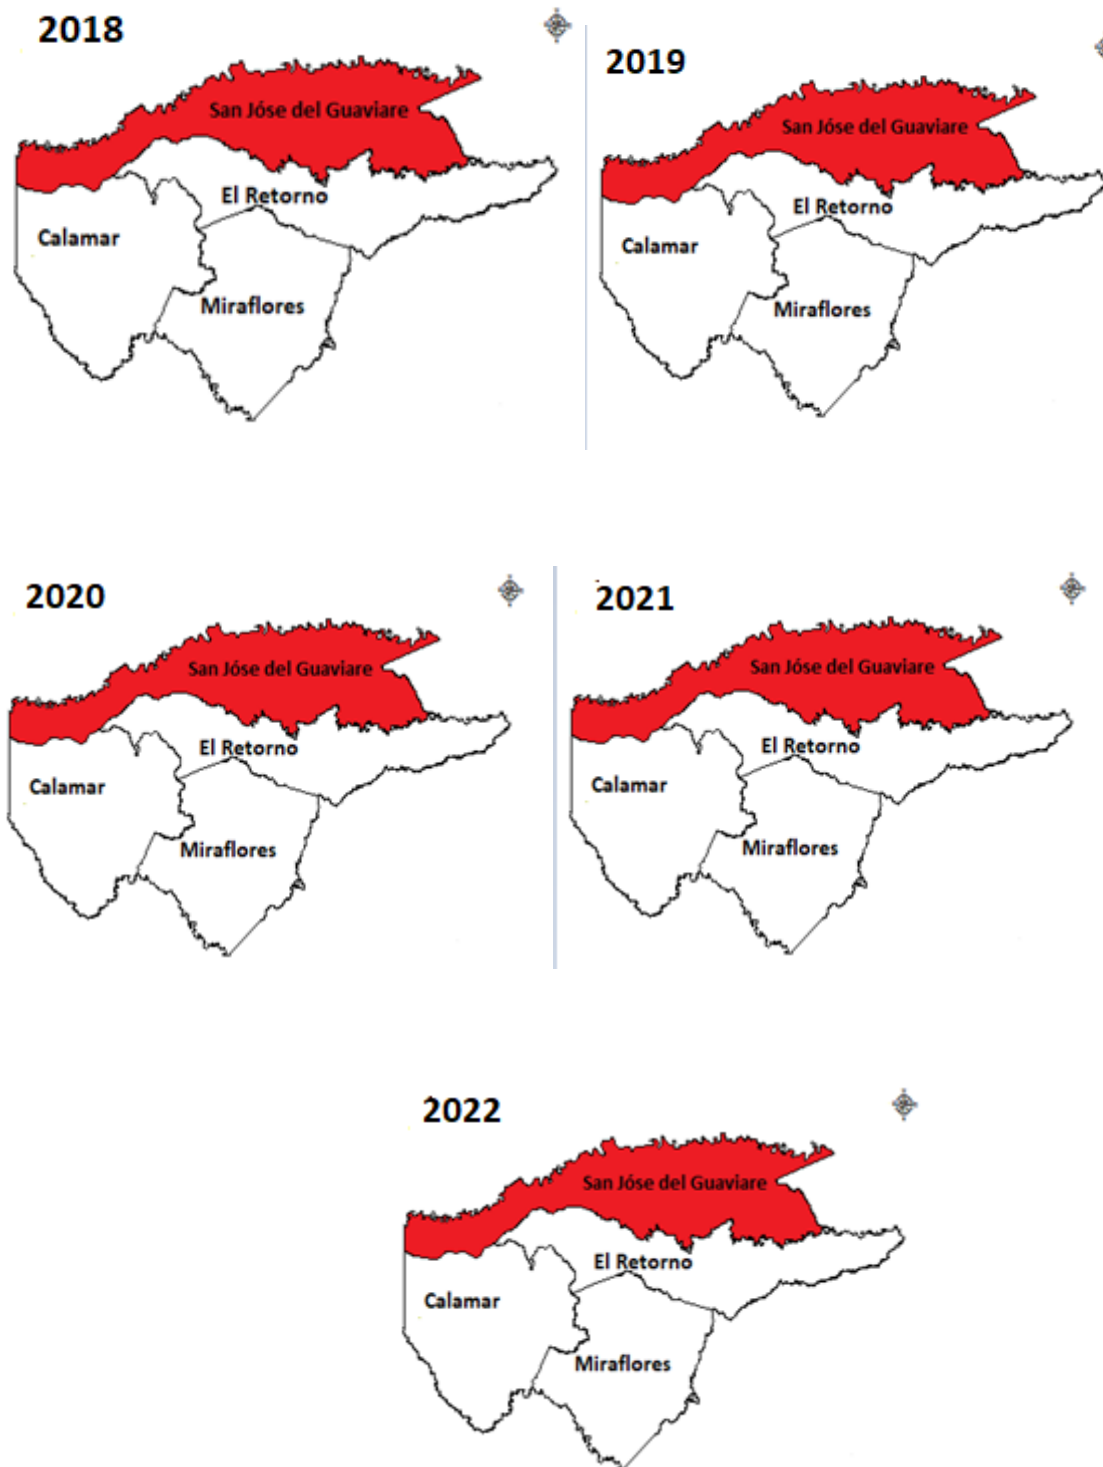 2018
San Jóse del Guaviare
El Retorno
Calamar
Miraflores
2019
San Jóse del Guaviare
El Retorno
Calamar
Miraflores
2020
San Jóse del Guaviare
El Retorno
Calamar
Miraflores
2021
San Jóse del Guaviare
El Retorno
Calamar
Miraflores
2022
San Jóse del Guaviare
El Retorno
Calamar
Miraflores